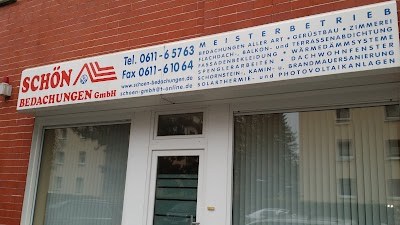 SCHÖN
BEDACHUNGEN GmbH
Tel. 0611-65763
Fax 0611-61064
www.schoen-bedachungen.de
schoen-gmbh@t-online.de
MEISTERBETRIEB
BEDACHUNGEN ALLER ART • GERÜSTBAU • ZIMMEREI
FLACHDACH-, BALKON- und TERRASSENABDICHTUNG
FASSADENBEKLEIDUNG • WÄRMEDÄMMSYSTEME
SPENGLERARBEITEN • DACHWOHNFENSTER
SCHORNSTEIN-, KAMIN- u. BRANDMAUERSANIERUNG
SOLARTHERMIE- und PHOTOVOLTAIKANLAGEN